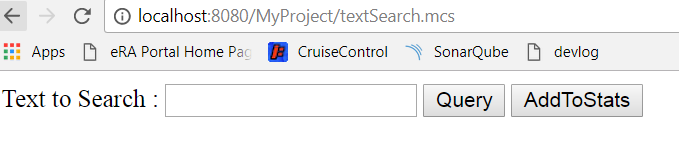 localhost:8080/MyProject/textSearch.mcs
Apps eRA Portal Home Pag CruiseControl SonarQube devlog
Text to Search : Query AddToStats